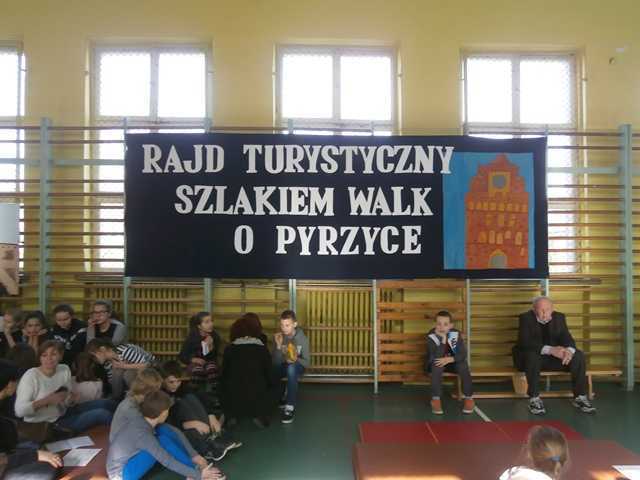 RAJD TURYSTYCZNY
SZLAKIEM WALK
O PYRZYCE